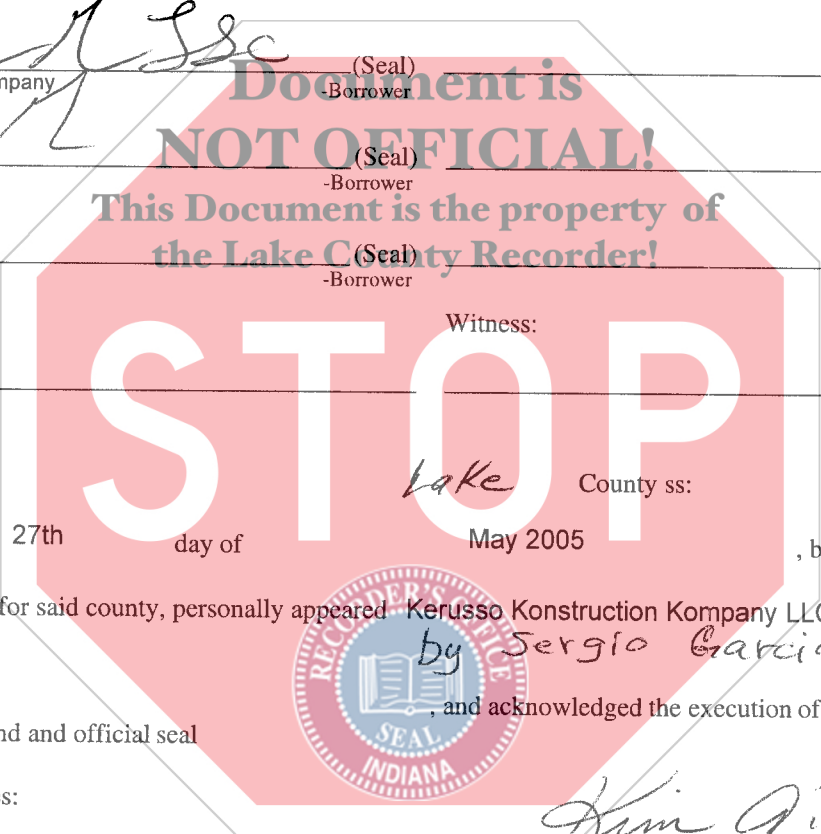 (Seal)
mpany
-Borrower
Document is
NOT OFFICIAL!
(Seal)
-Borrower
This Document is the property of
the Lake County Recorder!
(Seal)
-Borrower
Witness:
STOP
Lake County ss:
27th day of May 2005 , b
for said county, personally appeared Kerusso Konstruction Kompany LLC
by Sergio Garcia
, and acknowledged the execution of
nd and official seal
s:
RECORDER'S OFFICE
SEAL
INDIANA
Kim